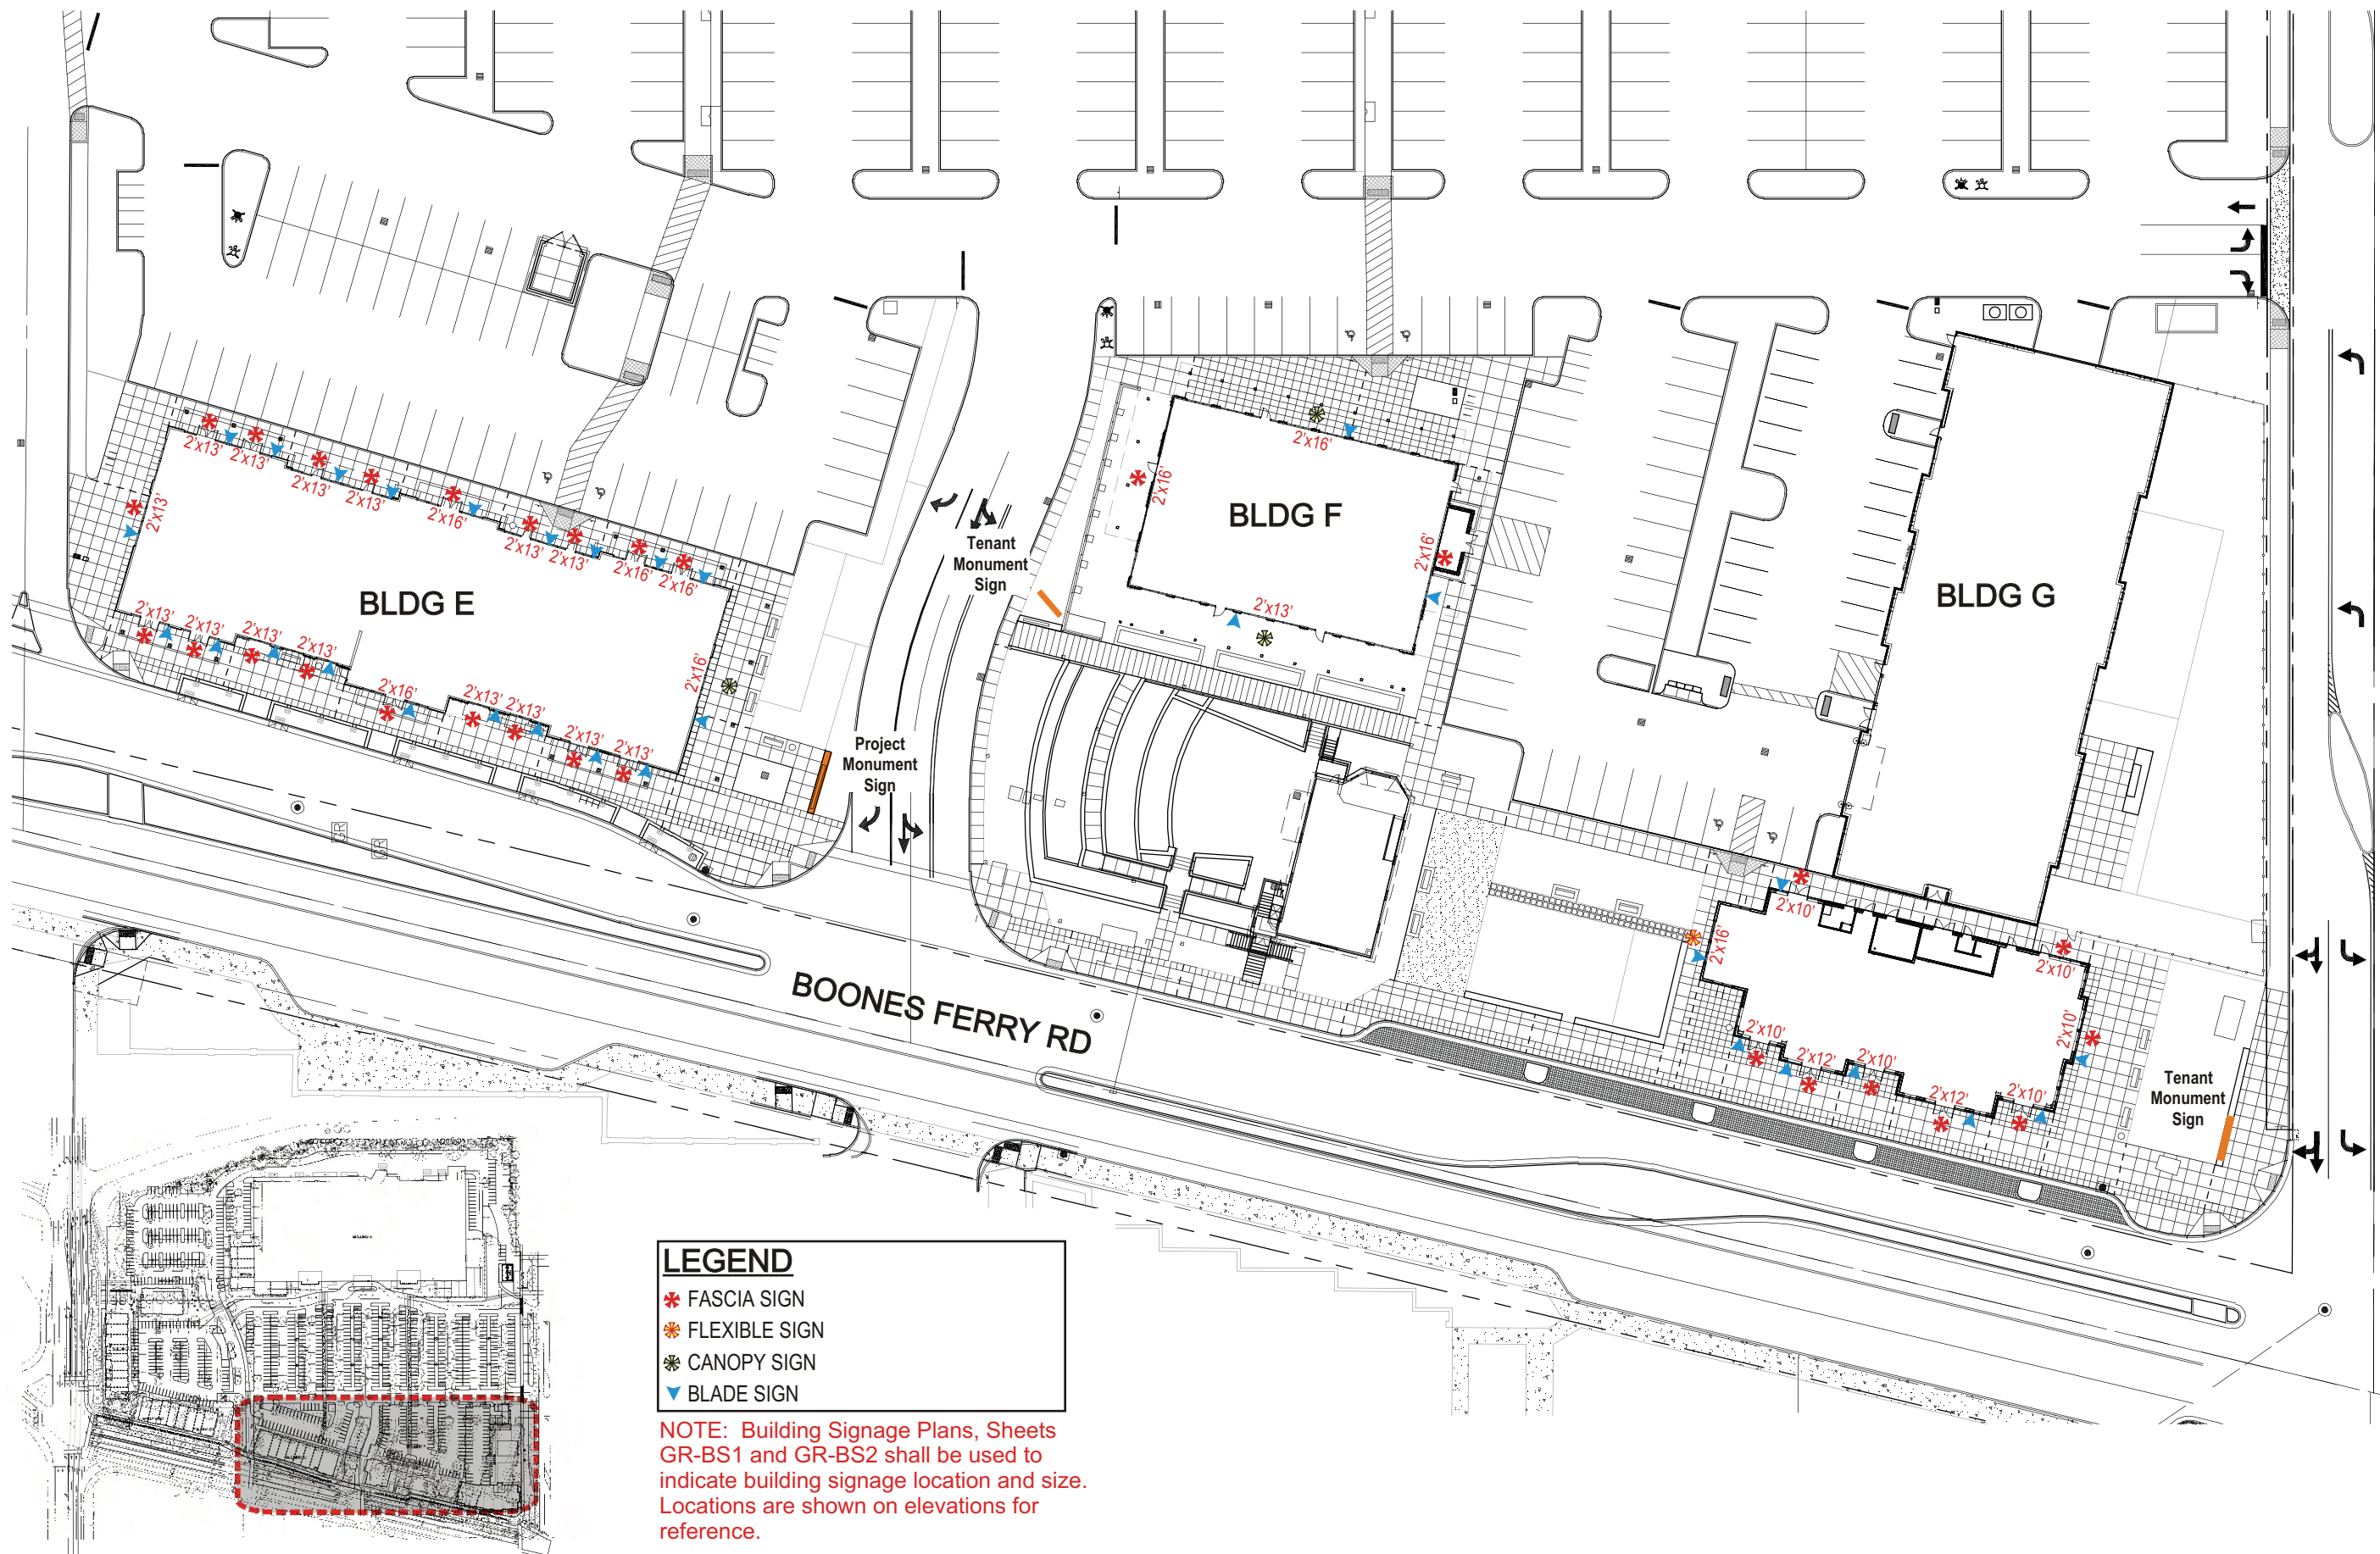 2'x13'
2'x13'
2'x13'
2'x13'
2'x16'
2'x13'
2'x13'
2'x16'
2'x16'
2'x13'
BLDG E
2'x13'
2'x13'
2'x13'
2'x13'
2'x16'
2'x13'
2'x13'
2'x13'
2'x13'
2'x16'
Tenant
Monument
Sign
Project
Monument
Sign
2'x16'
2'x16'
BLDG F
2'x16'
2'x13'
BLDG G
2'x10'
2'x16'
2'x10'
2'x10'
2'x10'
2'x12'
2'x10'
2'x12'
2'x10'
Tenant
Monument
Sign
GR
GR
BOONES FERRY RD
LEGEND
FASCIA SIGN
FLEXIBLE SIGN
CANOPY SIGN
BLADE SIGN
NOTE: Building Signage Plans, Sheets
GR-BS1 and GR-BS2 shall be used to
indicate building signage location and size.
Locations are shown on elevations for
reference.